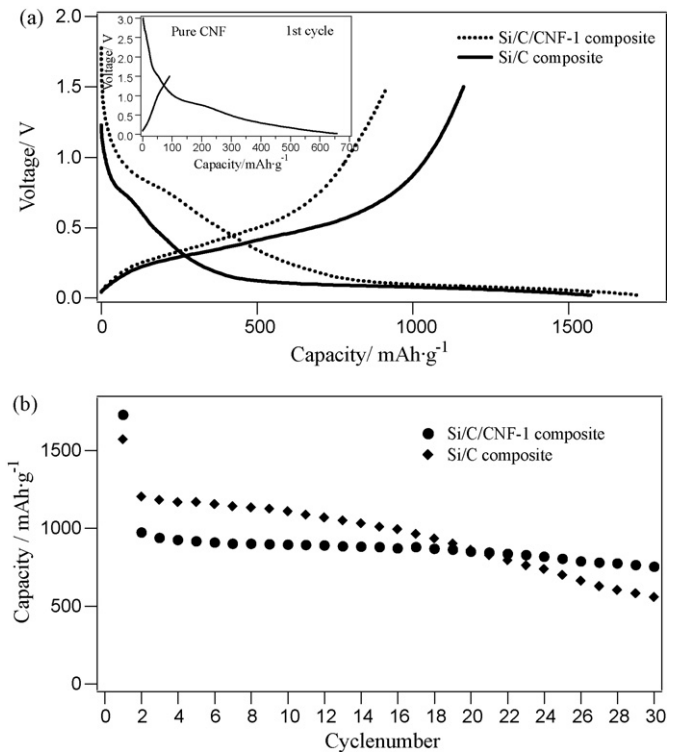 (a)
Pure CNF 1st cycle
Voltage/ V
3.0
2.5
2.0
1.5
1.0
0.5
0.0
0 100 200 300 400 500 600 700
Capacity/mAh·g-1
Si/C/CNF-1 composite
Si/C composite
Voltage/ V
2.0
1.5
1.0
0.5
0.0
0 500 1000 1500
Capacity/ mAh·g-1
(b)
Si/C/CNF-1 composite
Si/C composite
Capacity / mAh·g-1
1500
1000
500
0
0 2 4 6 8 10 12 14 16 18 20 22 24 26 28 30
Cyclenumber